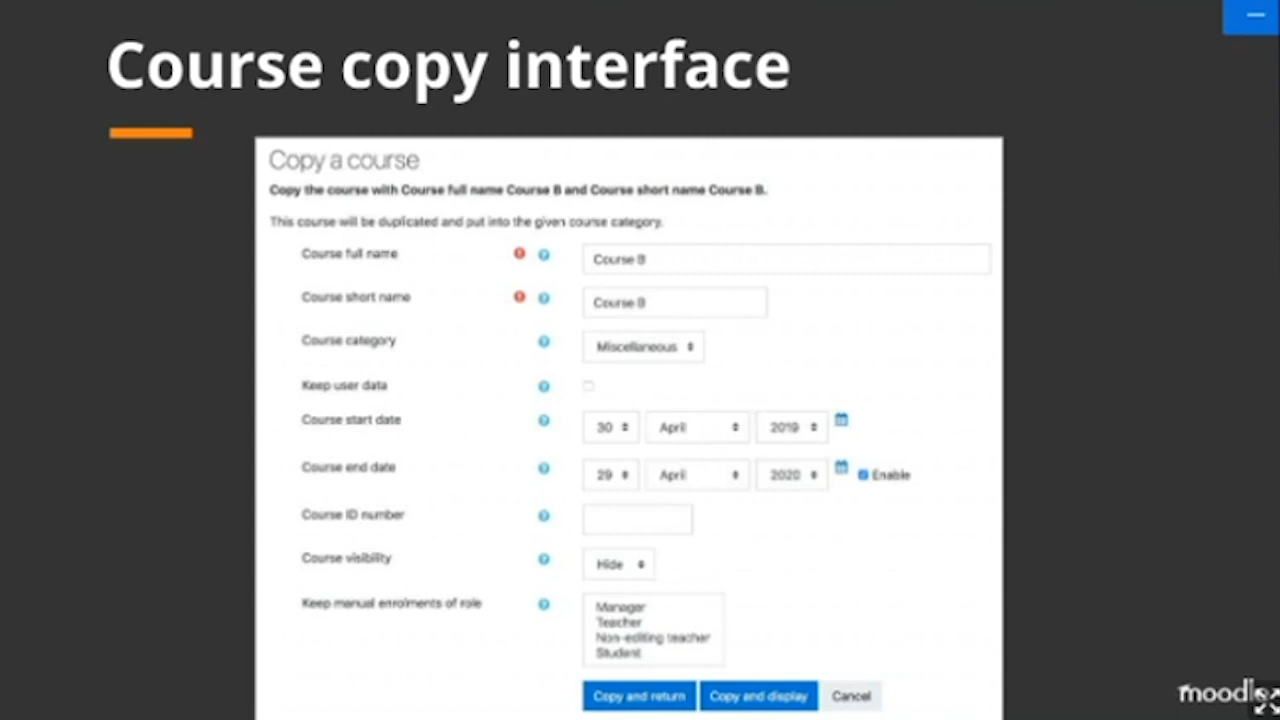 Course copy interface
Copy a course
Copy the course with Course full name Course B and Course short name Course B.
This course will be duplicated and put into the given course category.
Course full name Course B
Course short name Course B
Course category Miscellaneous
Keep user data
Course start date 30 April 2019
Course end date 29 April 2020 Enable
Course ID number
Course visibility Hide
Keep manual enrolments of role Manager
Teacher
Non-editing teacher
Student
Copy and return Copy and display Cancel